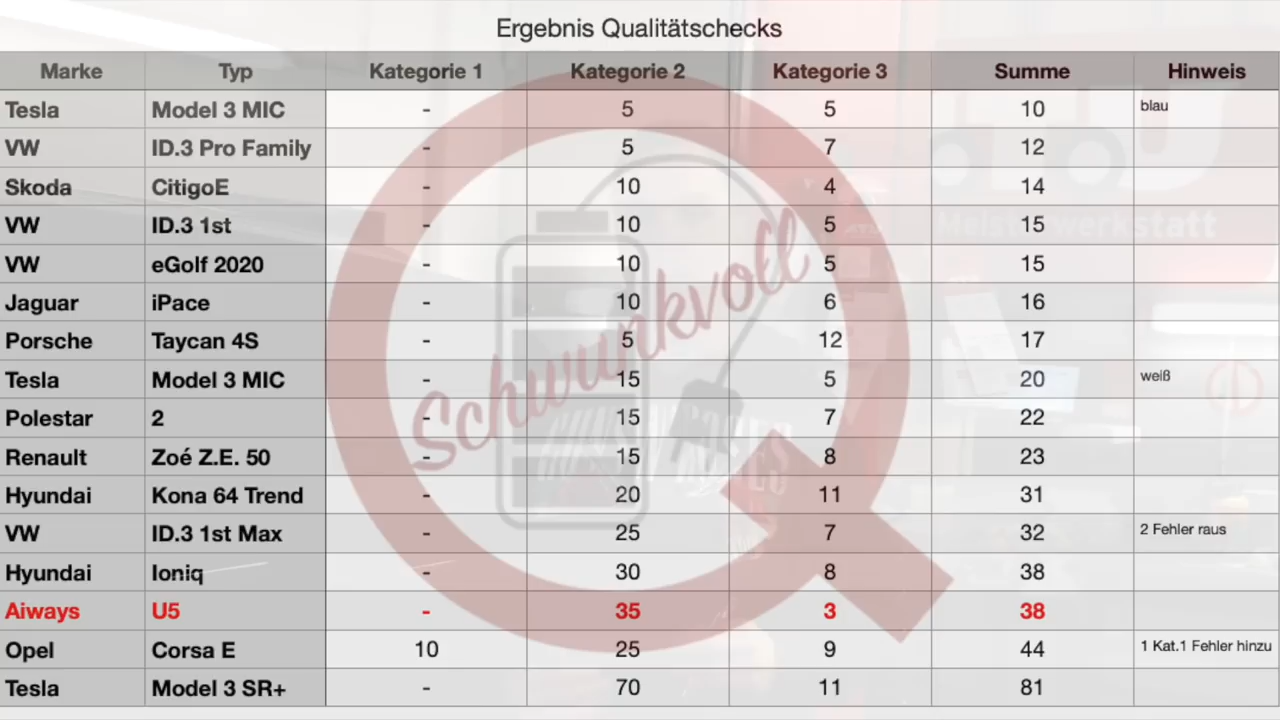 Ergebnis Qualitätschecks
Marke Typ Kategorie 1 Kategorie 2 Kategorie 3 Summe Hinweis
Tesla Model 3 MIC - 5 5 10 blau
VW ID.3 Pro Family - 5 7 12
Skoda CitigoE - 10 4 14
VW ID.3 1st - 10 5 15
VW eGolf 2020 - 10 5 15
Jaguar iPace - 10 6 16
Porsche Taycan 4S - 5 12 17
Tesla Model 3 MIC - 15 5 20 weiß
Polestar 2 - 15 7 22
Renault Zoé Z.E. 50 - 15 8 23
Hyundai Kona 64 Trend - 20 11 31
VW ID.3 1st Max - 25 7 32 2 Fehler raus
Hyundai Ioniq - 30 8 38
Aiways U5 - 35 3 38
Opel Corsa E 10 25 9 44 1 Kat.1 Fehler hinzu
Tesla Model 3 SR+ - 70 11 81
Schwunkvoll
Meisterwerkstatt